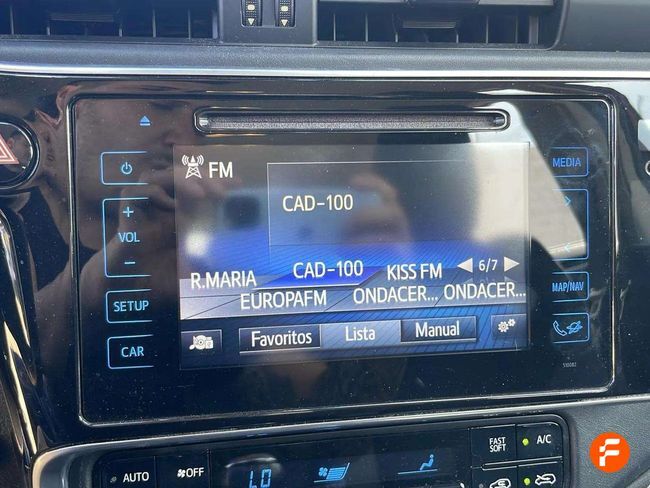 FM
MEDIA
CAD-100
VOL
R.MARIA
CAD-100
KISS FM
6/7
EUROPAFM
ONDACER...
ONDACER...
MAP/NAV
SETUP
Favoritos
Lista
Manual
CAR
510082
AUTO
OFF
LO
FAST
SOFT
A/C
F